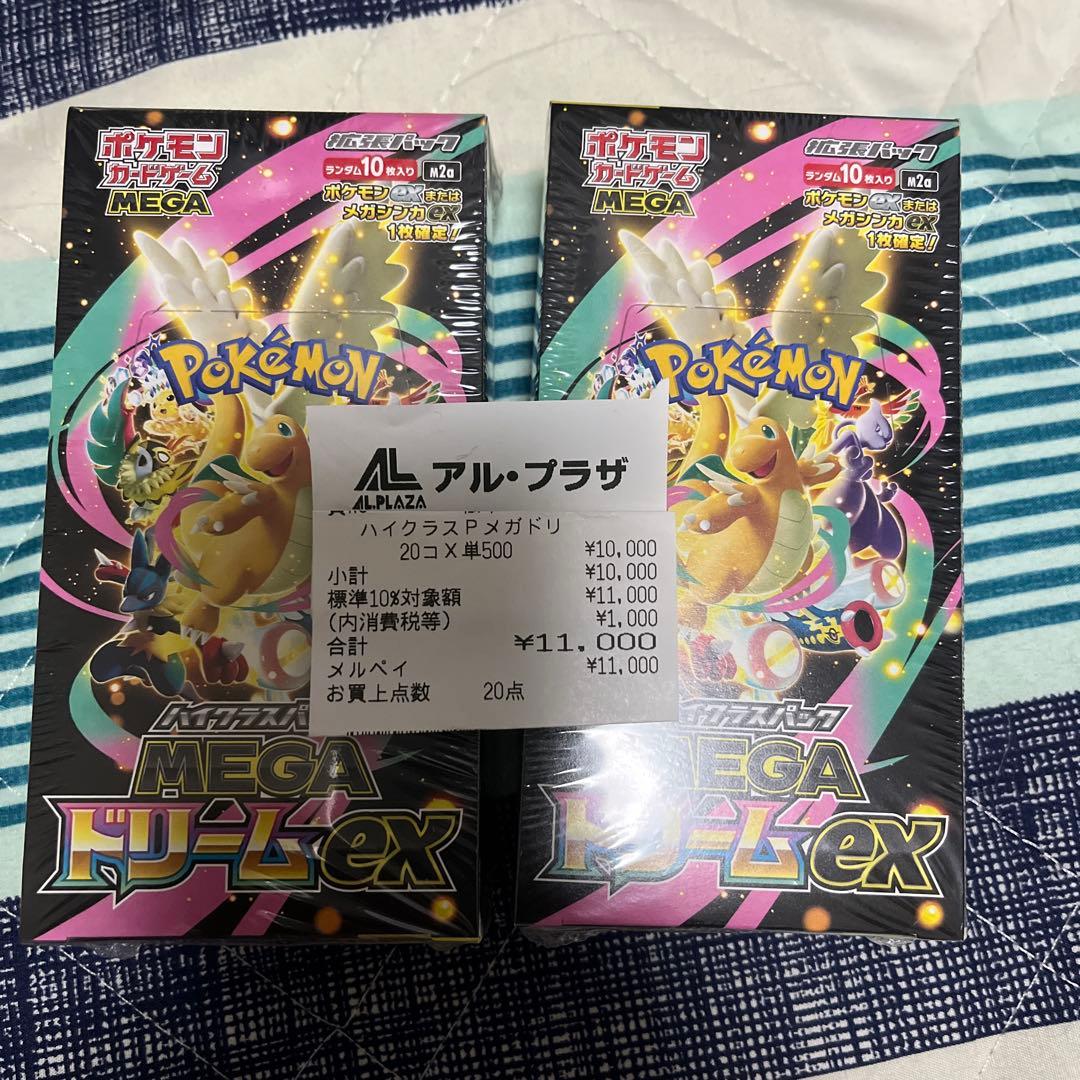 ポケモン
カードゲーム
MEGA
拡張パック
ランダム10枚入り
M2a
ポケモンexまたは
メガシンカex
1枚確定!
POKéMON
ハイクラスパック
MEGA
ドリームex
ポケモン
カードゲーム
MEGA
拡張パック
ランダム10枚入り
M2a
ポケモンexまたは
メガシンカex
1枚確定!
POKéMON
TM
イクラスパック
MEGA
ドリームex
AL.PLAZA アル・プラザ
ハイクラスPメガドリ
20コX単500 ¥10,000
小計 ¥10,000
標準10%対象額 ¥11,000
(内消費税等) ¥1,000
合計 ¥11,000
メルペイ ¥11,000
お買上点数 20点